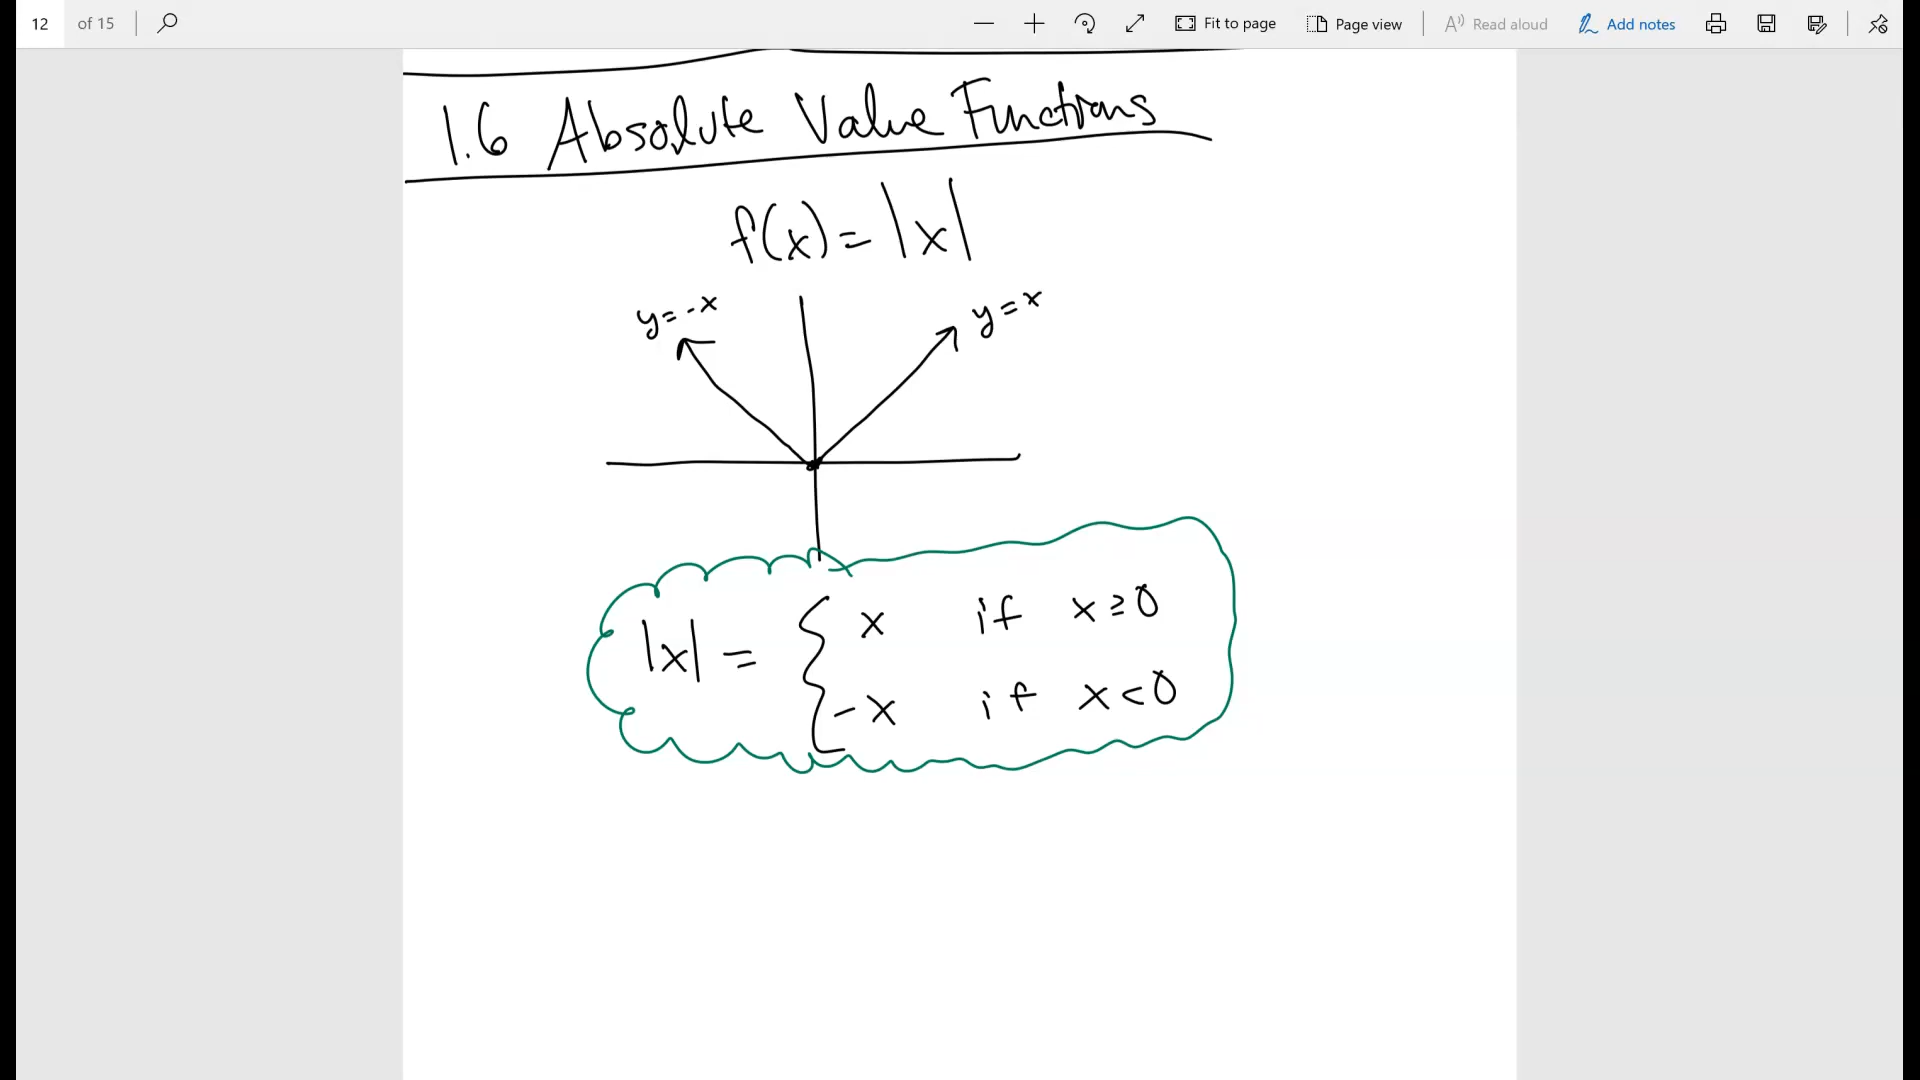 12 of 15 Fit to page Page view Read aloud Add notes
1.6 Absolute Value Functions
f(x) = |x|
y = -x
y = x
|x| = { x if x ≥ 0
-x if x < 0